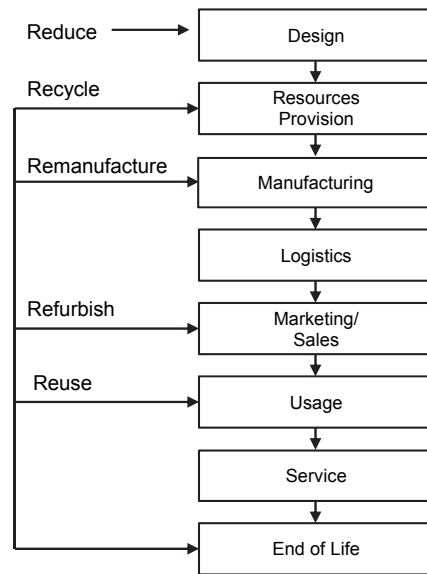 Reduce
Design
Recycle
Resources
Provision
Remanufacture
Manufacturing
Logistics
Refurbish
Marketing/
Sales
Reuse
Usage
Service
End of Life